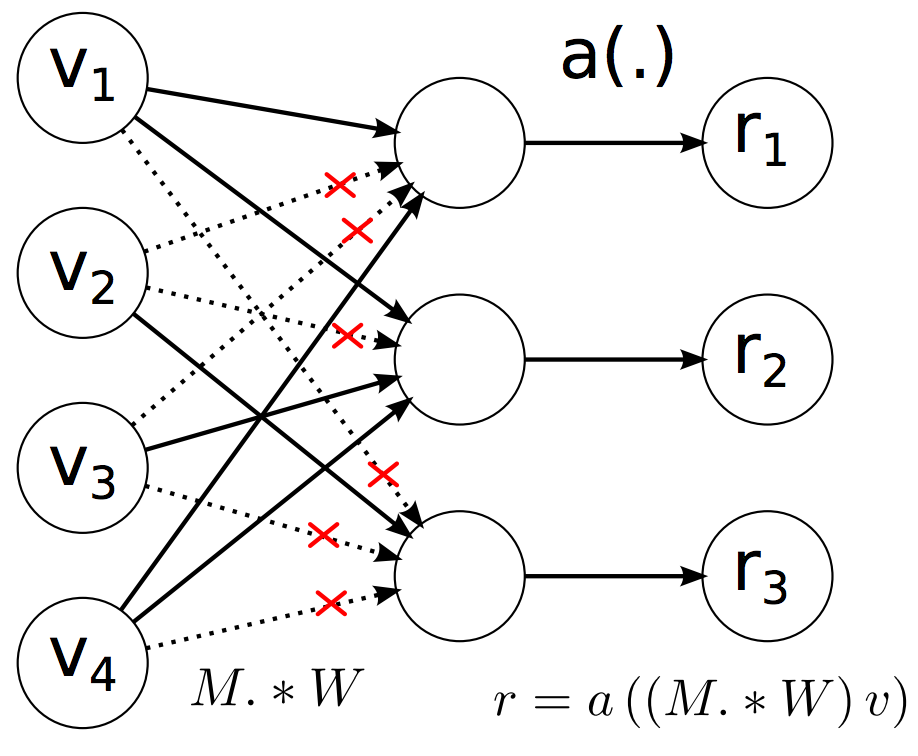 v₁
a(.)
r₁
v₂
r₂
v₃
r₃
v₄
M. ∗ W
r = a ((M. ∗ W) v)